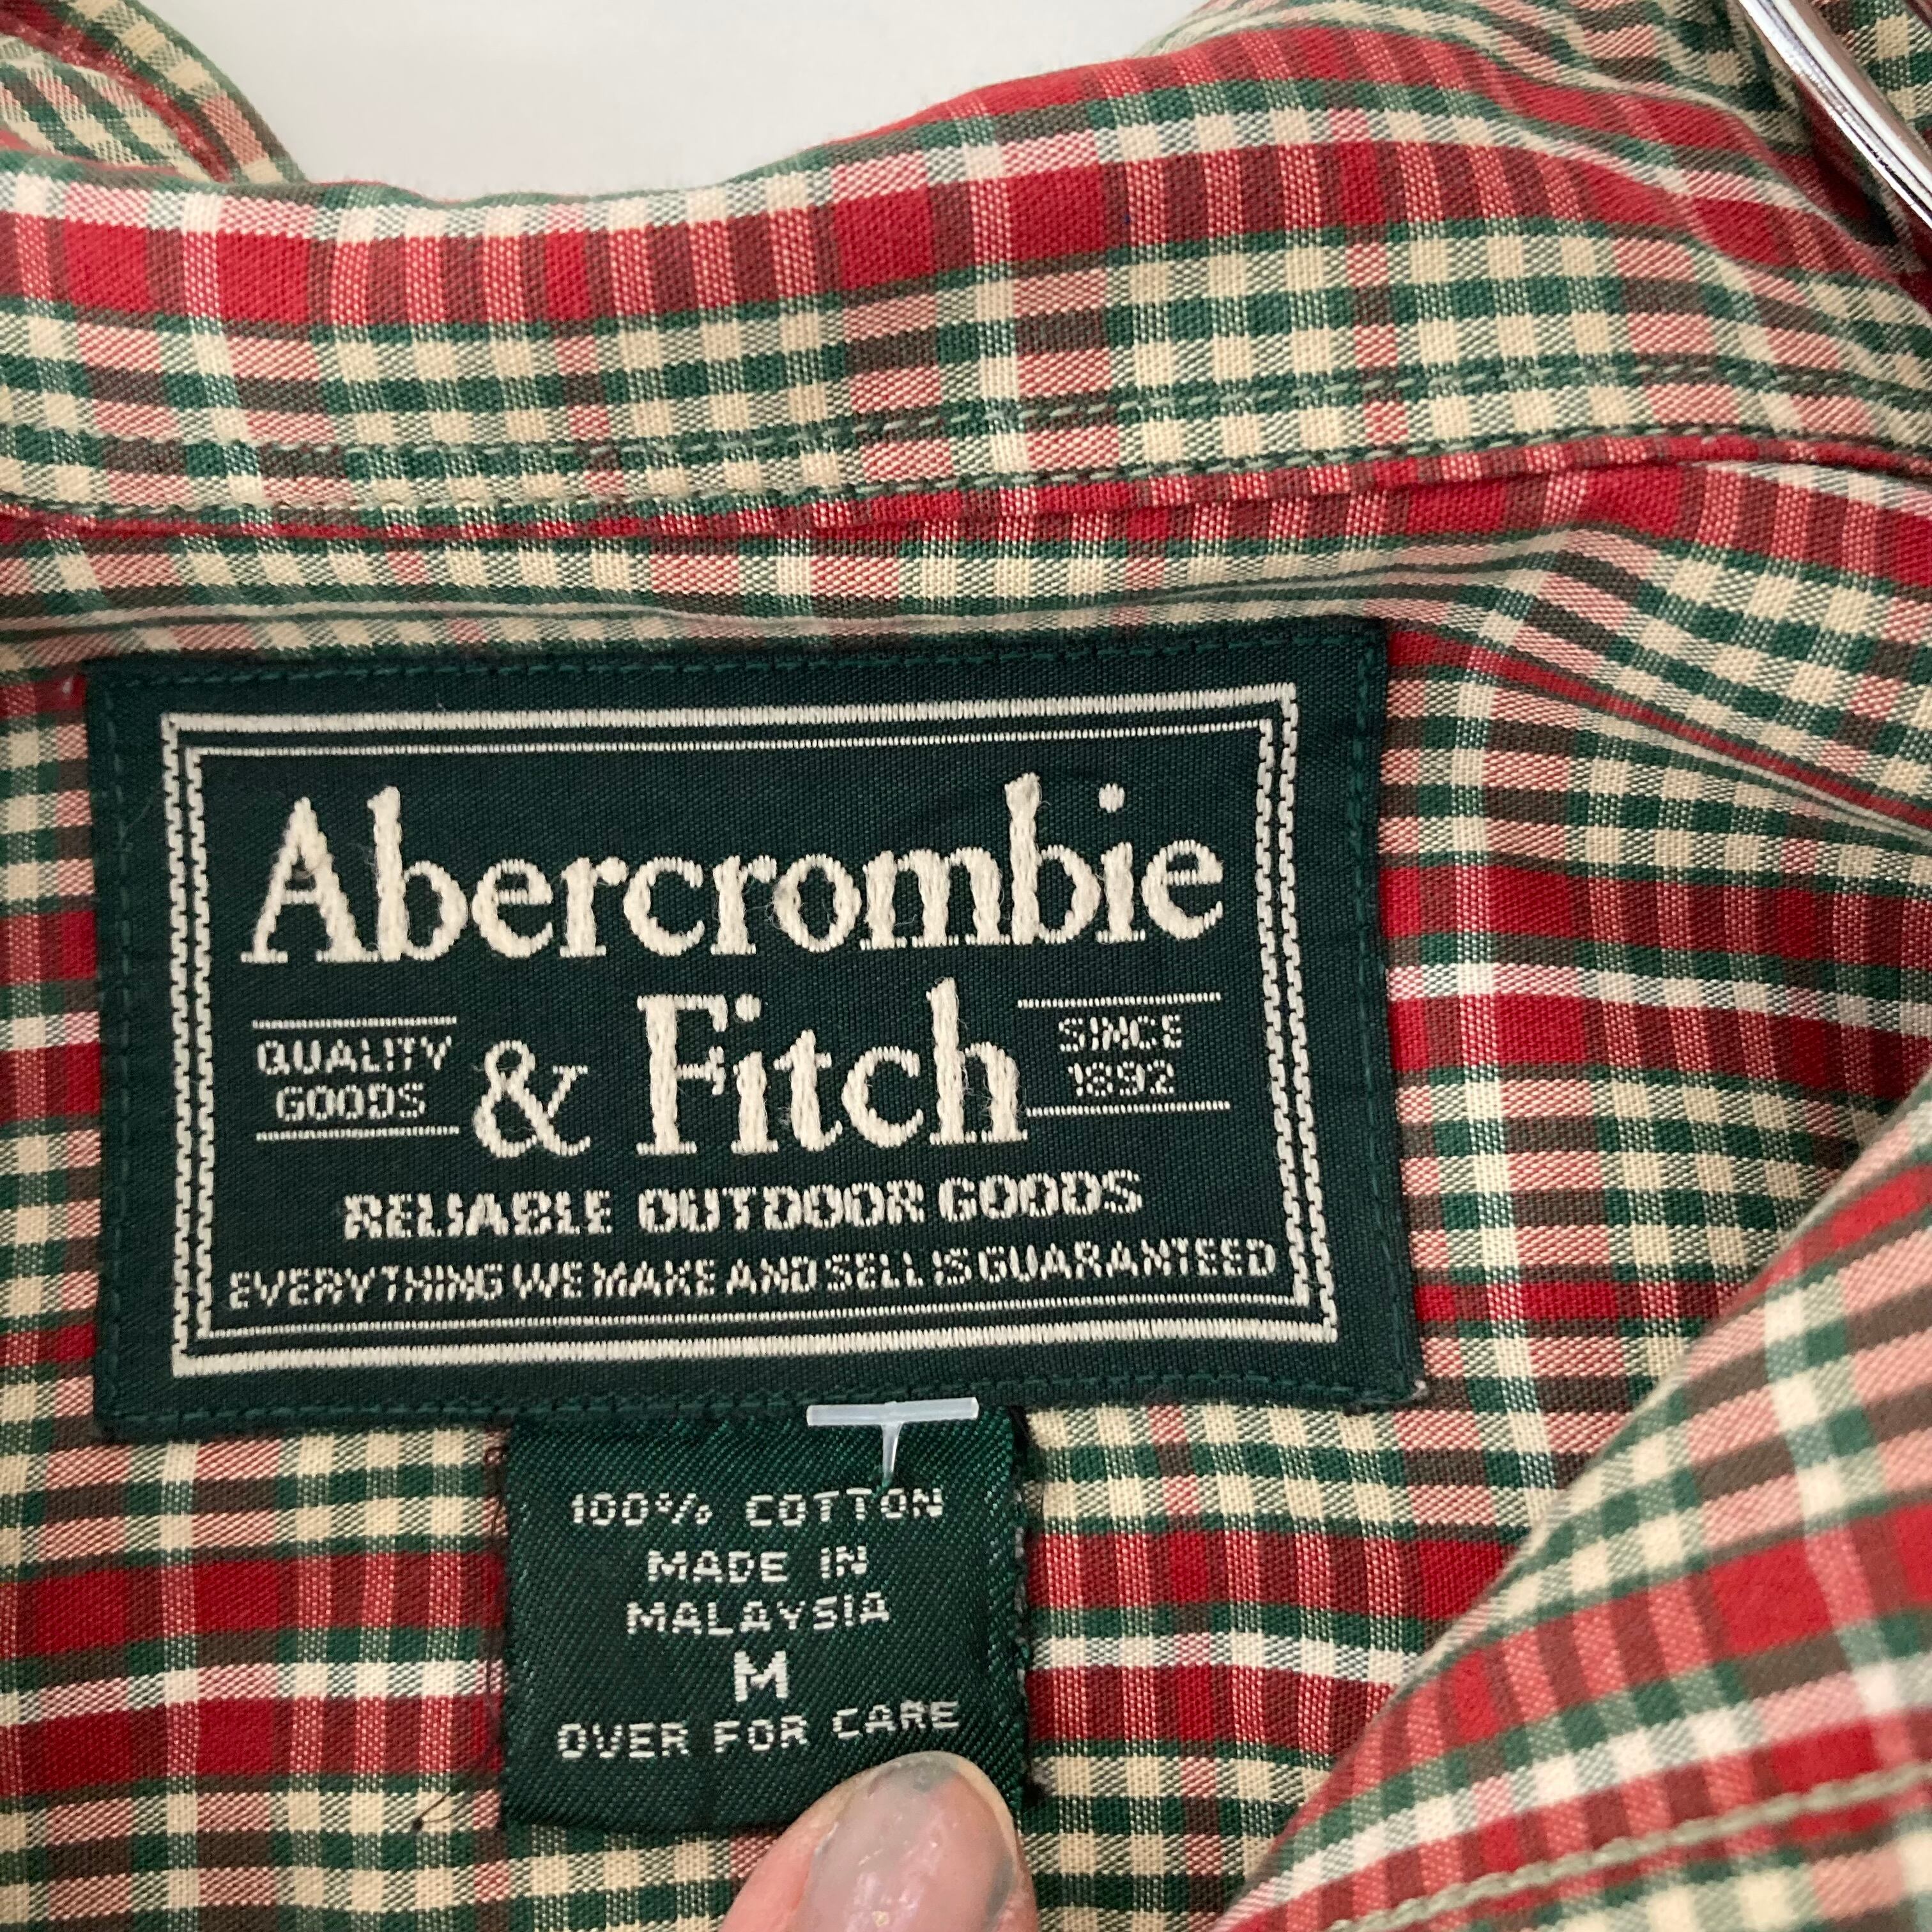 Abercrombie
& Fitch
QUALITY
GOODS
SINCE
1892
RELIABLE OUTDOOR GOODS
EVERYTHING WE MAKE AND SELL IS GUARANTEED
100% COTTON
MADE IN
MALAYSIA
M
OVER FOR CARE